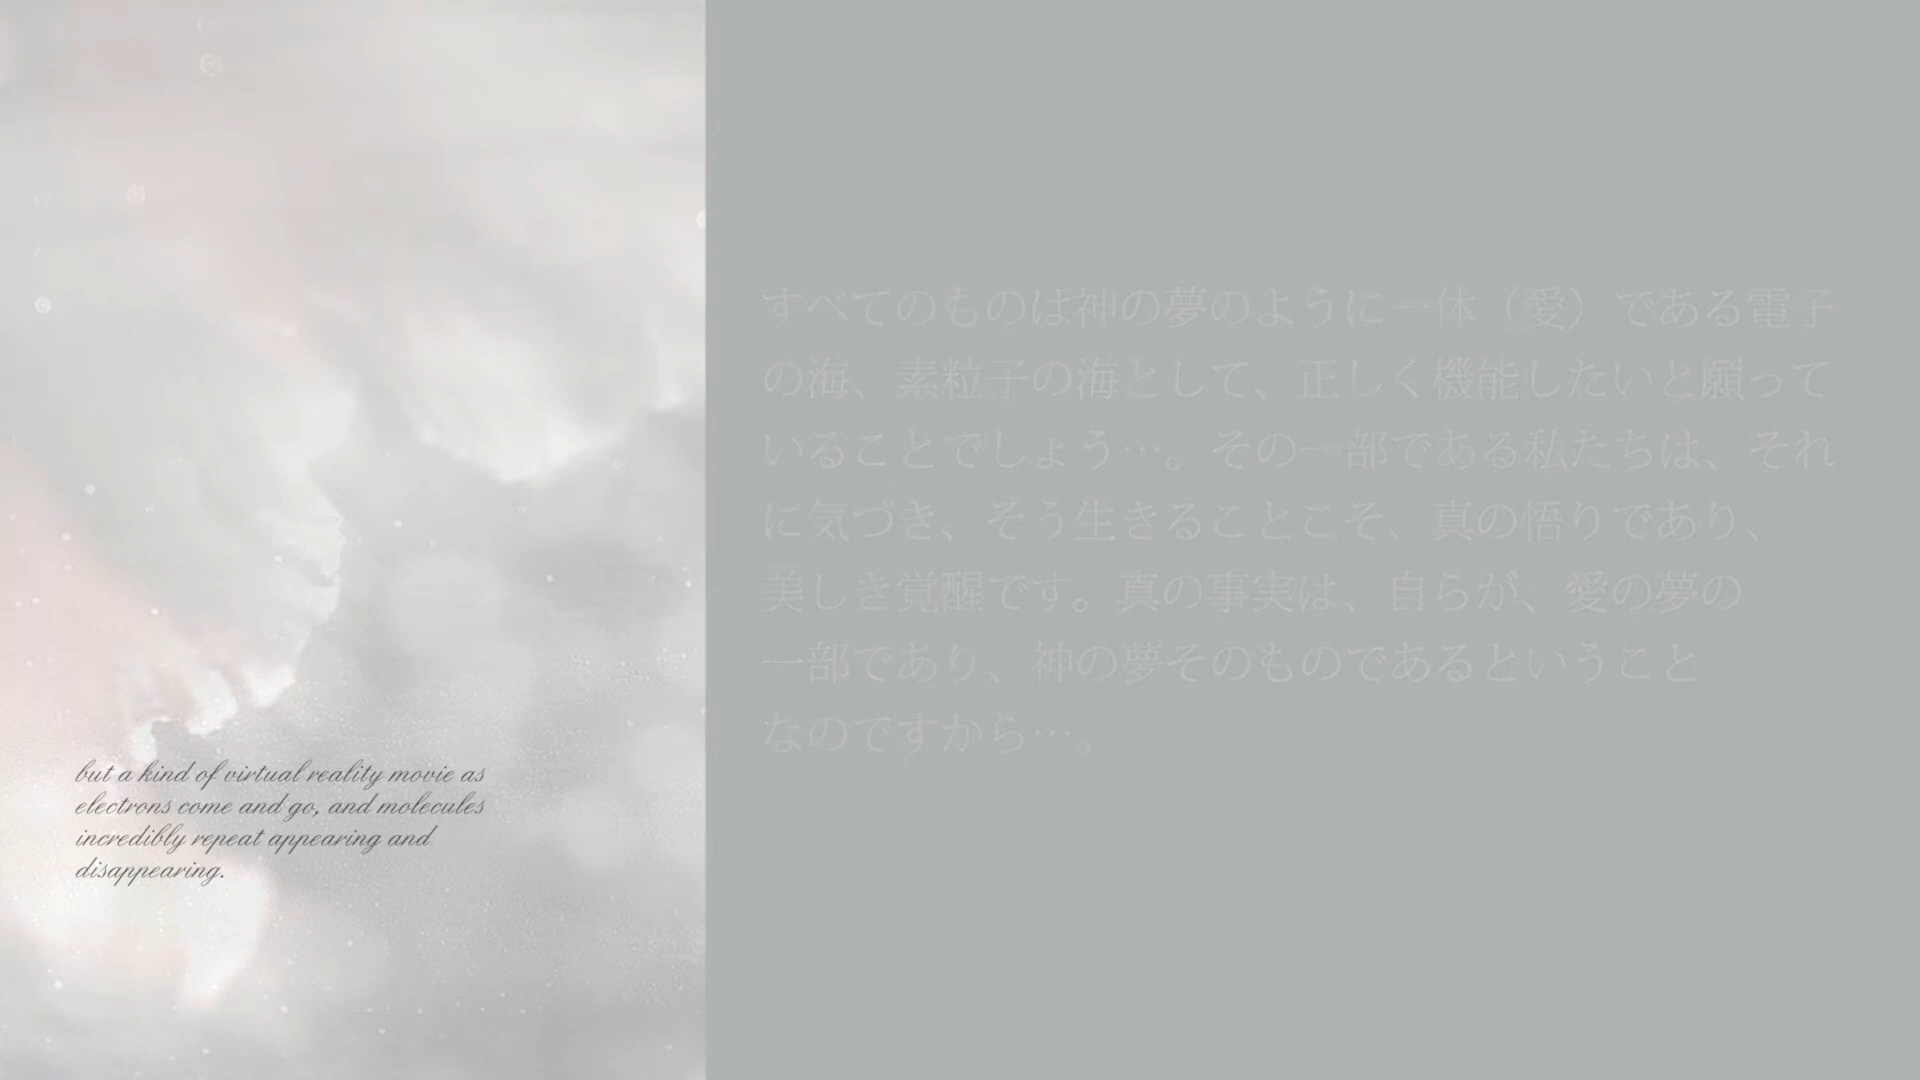 but a kind of virtual reality movie as
electrons come and go, and molecules
incredibly repeat appearing and
disappearing.
すべてのものは神の夢のように一体（愛）である電子
の海、素粒子の海として、正しく機能したいと願って
いることでしょう…。その一部である私たちは、それ
に気づき、そう生きることこそ、真の悟りであり、
美しき覚醒です。真の事実は、自らが、愛の夢の
一部であり、神の夢そのものであるということ
なのですから…。